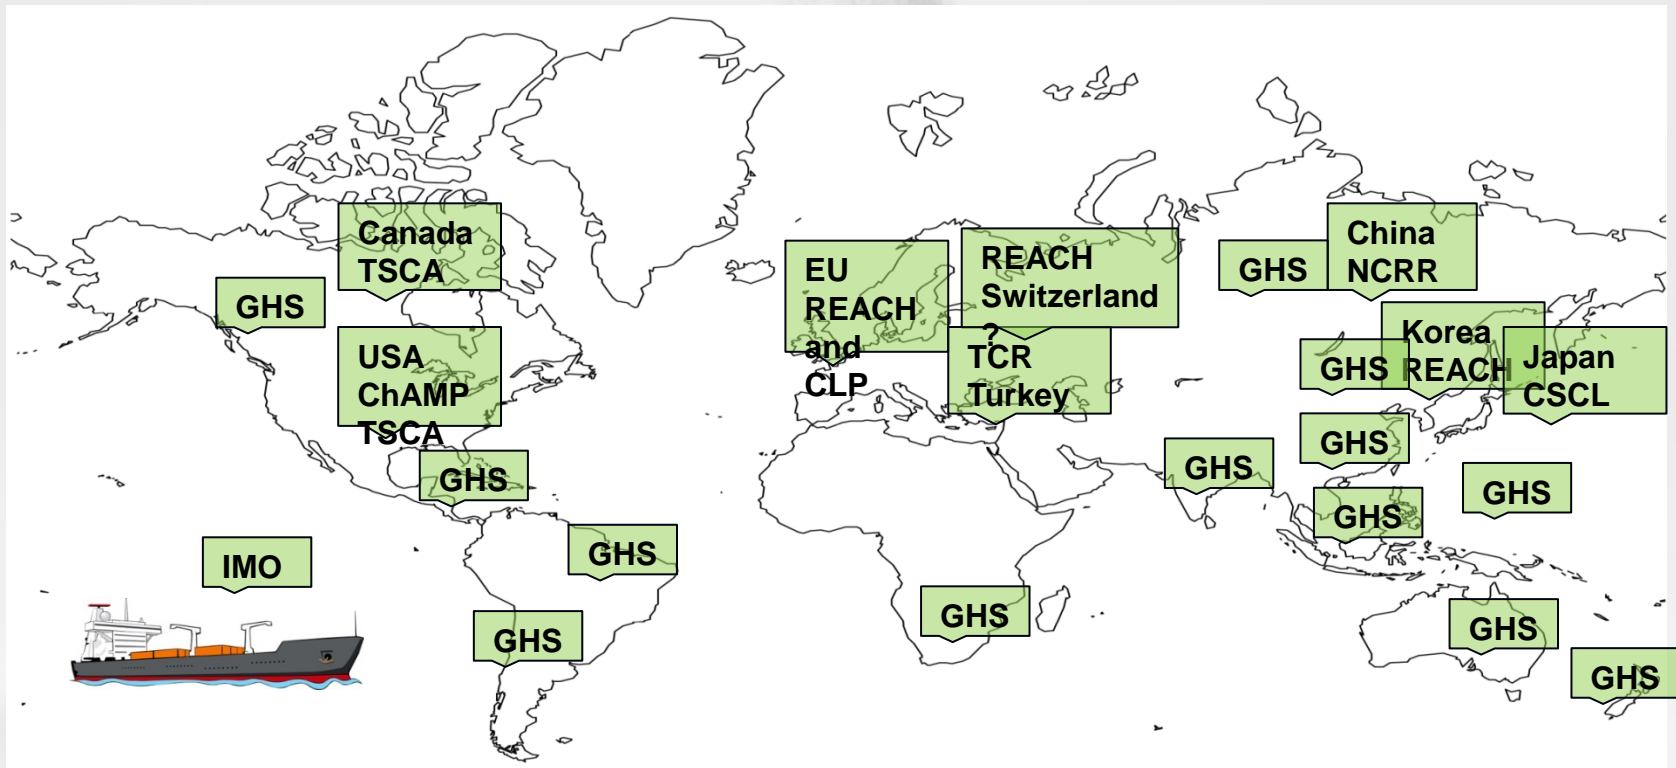 Canada
TSCA
GHS
USA
ChAMP
TSCA
GHS
IMO
GHS
GHS
EU
REACH
and
CLP
REACH
Switzerland
?
TCR
Turkey
GHS
GHS
China
NCRR
Korea
REACH
GHS
Japan
CSCL
GHS
GHS
GHS
GHS
GHS
GHS